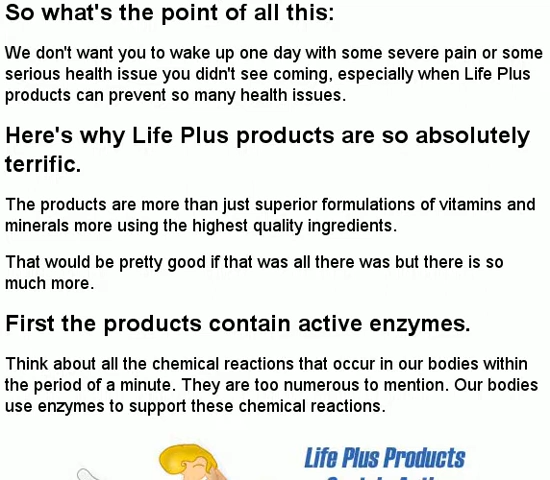 So what's the point of all this:
We don't want you to wake up one day with some severe pain or some
serious health issue you didn't see coming, especially when Life Plus
products can prevent so many health issues.
Here's why Life Plus products are so absolutely
terrific.
The products are more than just superior formulations of vitamins and
minerals more using the highest quality ingredients.
That would be pretty good if that was all there was but there is so
much more.
First the products contain active enzymes.
Think about all the chemical reactions that occur in our bodies within
the period of a minute. They are too numerous to mention. Our bodies
use enzymes to support these chemical reactions.
Life Plus Products